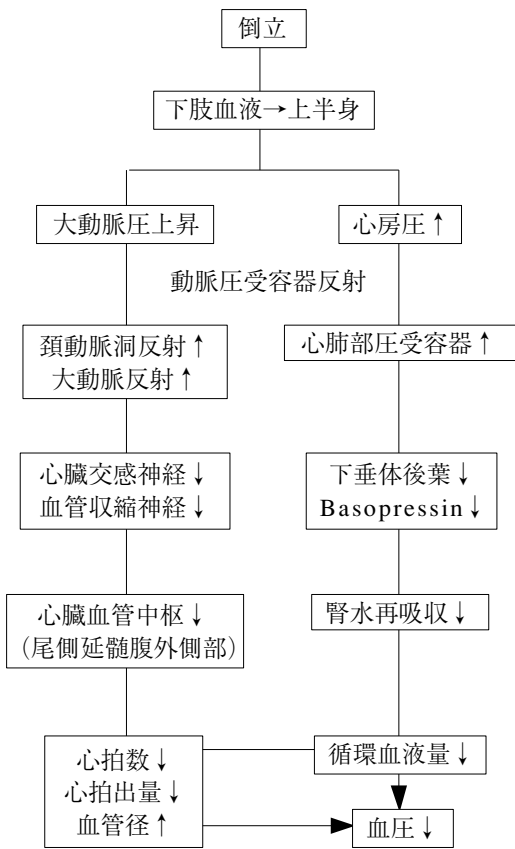 倒立
下肢血液→上半身
大動脈圧上昇
心房圧↑
動脈圧受容器反射
頚動脈洞反射↑
大動脈反射↑
心肺部圧受容器↑
心臓交感神経↓
血管収縮神経↓
下垂体後葉↓
Basopressin↓
心臓血管中枢↓
（尾側延髄腹外側部）
腎水再吸収↓
心拍数↓
心拍出量↓
血管径↑
循環血液量↓
血圧↓